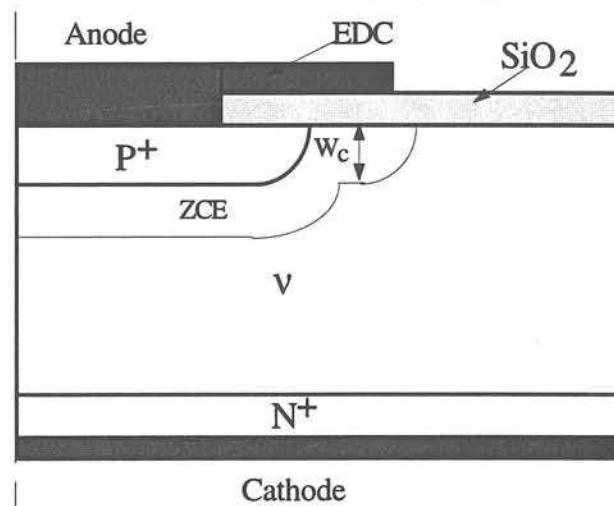 Anode
EDC
SiO2
P+
Wc
ZCE
ν
N+
Cathode